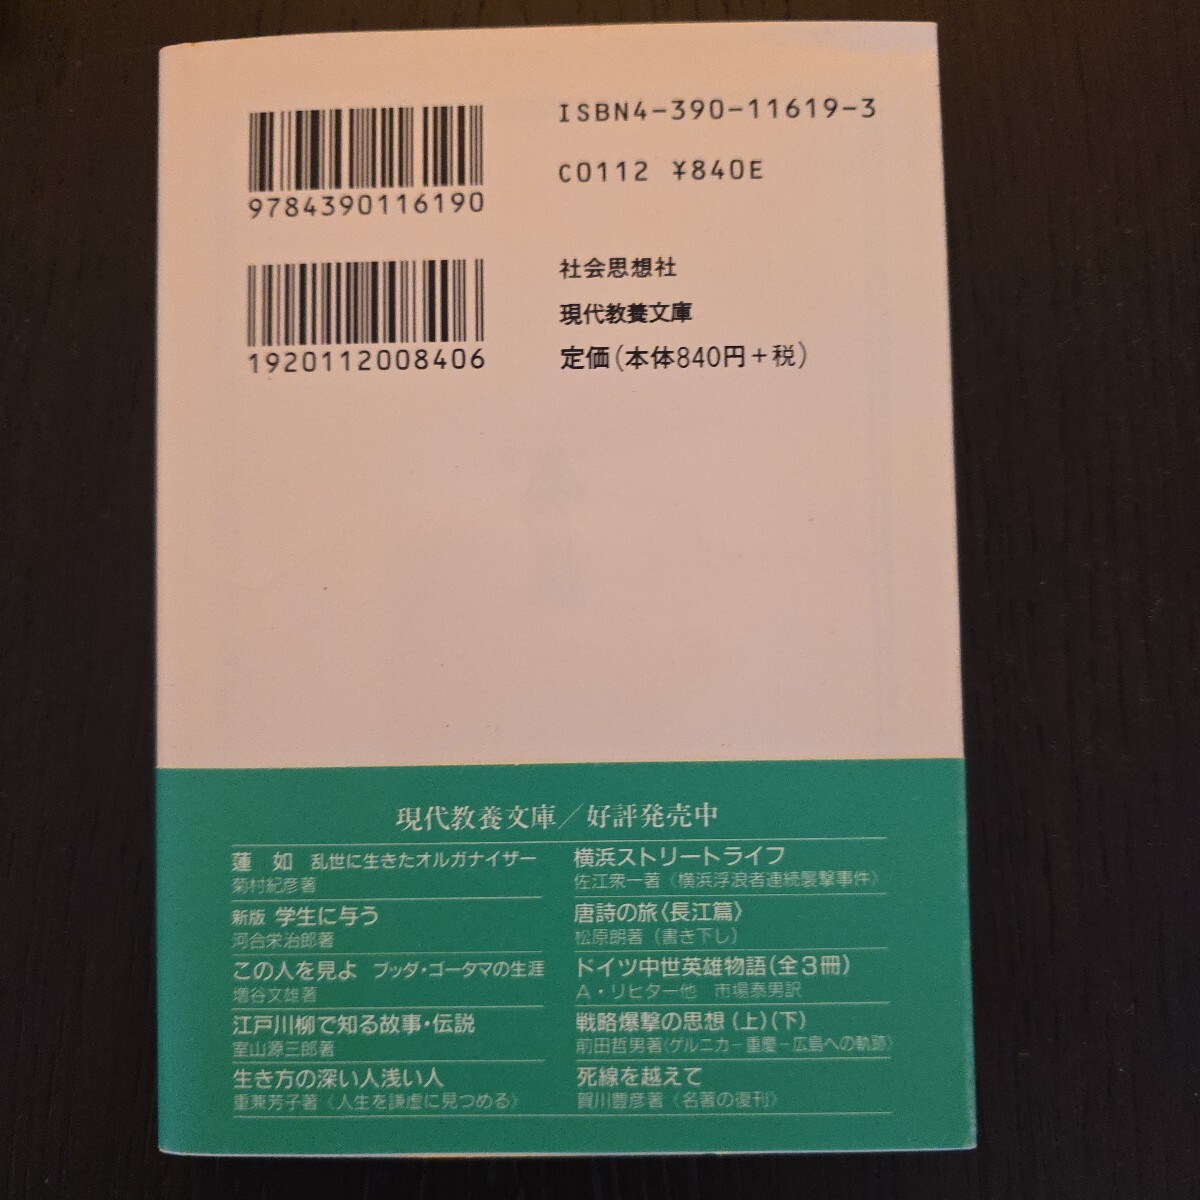 ISBN4-390-11619-3
C0112 ¥840E
9784390116190
1920112008406
社会思想社
現代教養文庫
定価(本体840円+税)
現代教養文庫/好評発売中
蓮 如 乱世に生きたオルガナイザー
菊村紀彦著
新版 学生に与う
河合栄治郎著
この人を見よ ブッダ・ゴータマの生涯
増谷文雄著
江戸川柳で知る故事・伝説
室山源三郎著
生き方の深い人浅い人
重兼芳子著《人生を謙虚に見つめる》
横浜ストリートライフ
佐江衆一著《横浜浮浪者連続襲撃事件》
唐詩の旅〈長江篇〉
松原朗著(書き下し)
ドイツ中世英雄物語(全3冊)
A・リヒター他 市場泰男訳
戦略爆撃の思想(上)(下)
前田哲男著《ゲルニカ-重慶-広島への軌跡》
死線を越えて
賀川豊彦著《名著の復刊》